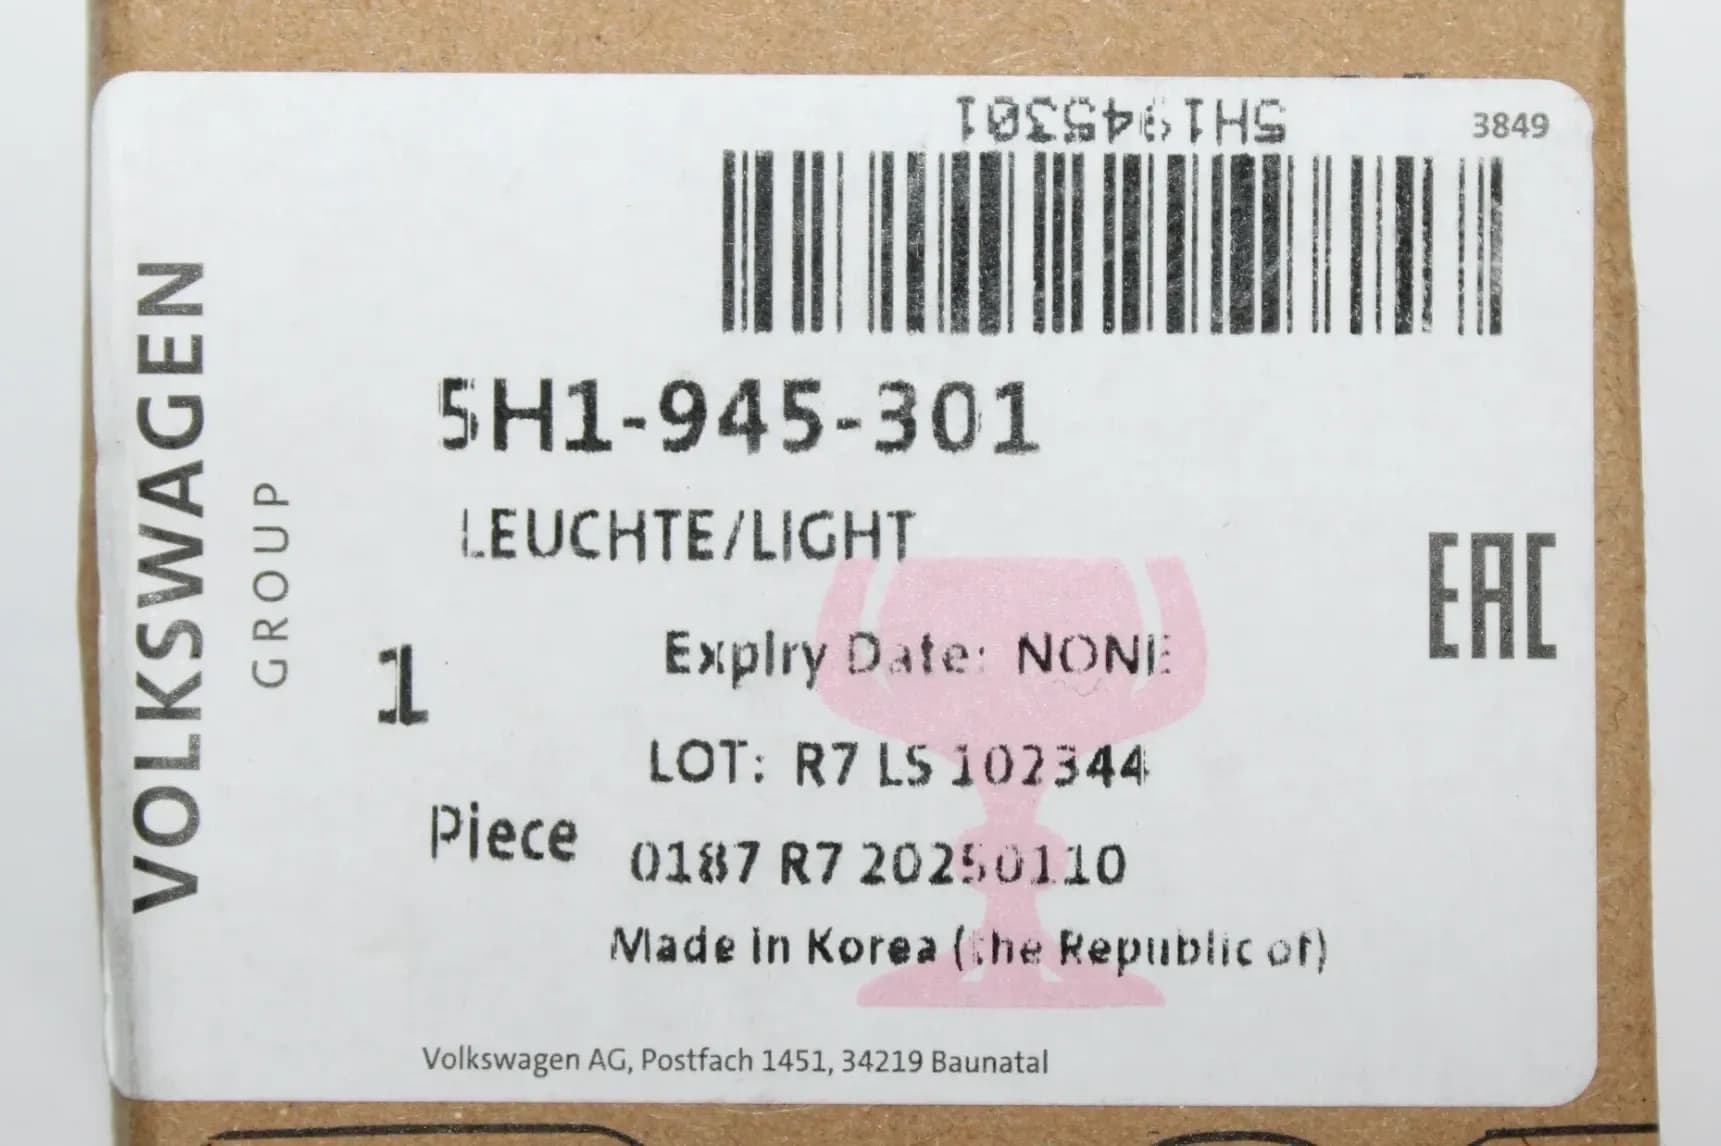 5H1945301
3849
5H1-945-301
LEUCHTE/LIGHT
EAC
VOLKSWAGEN
GROUP
1
Piece
Expiry Date: NONE
LOT: R7 LS 102344
0187 R7 20250110
Made in Korea (the Republic of)
Volkswagen AG, Postfach 1451, 34219 Baunatal